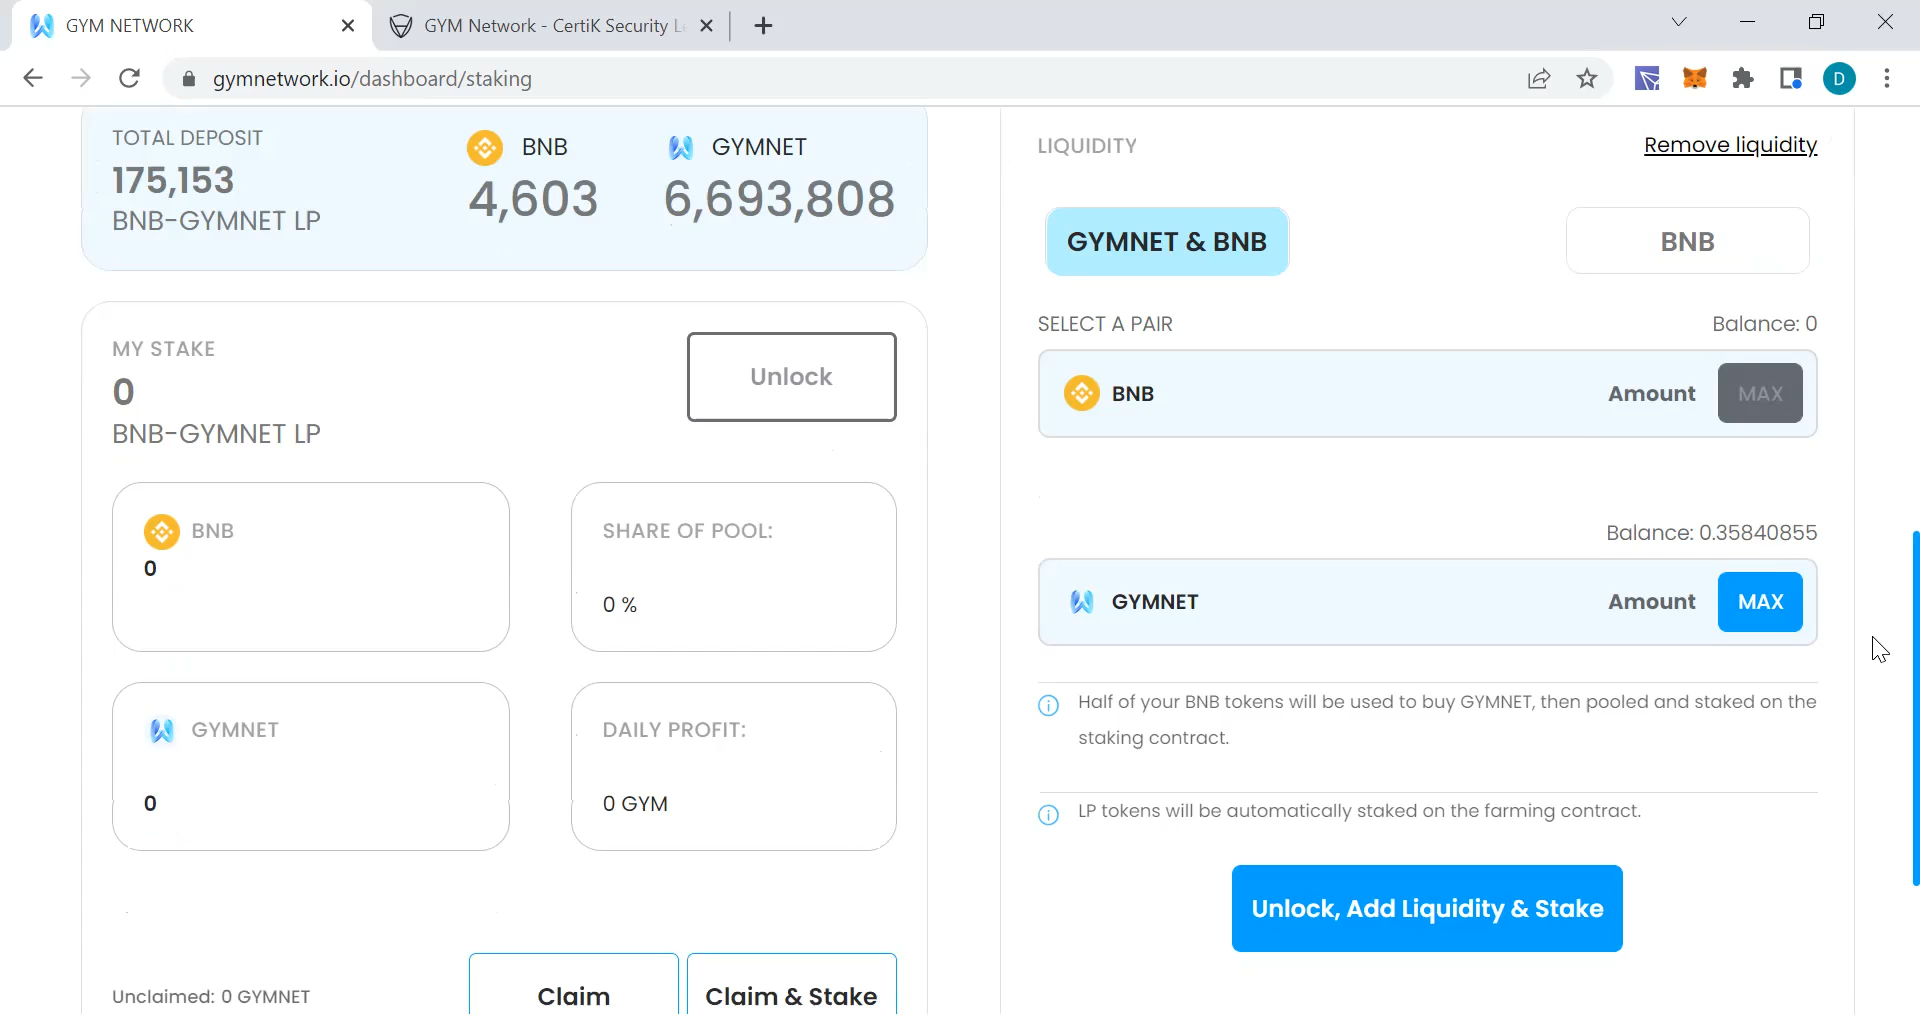 GYM NETWORK
GYM Network - CertiK Security L
gymnetwork.io/dashboard/staking
D
TOTAL DEPOSIT
175,153
BNB-GYMNET LP
BNB
4,603
GYMNET
6,693,808
MY STAKE
0
BNB-GYMNET LP
Unlock
BNB
0
SHARE OF POOL:
0 %
GYMNET
0
DAILY PROFIT:
0 GYM
Unclaimed: 0 GYMNET
Claim
Claim & Stake
LIQUIDITY
Remove liquidity
GYMNET & BNB
BNB
SELECT A PAIR
Balance: 0
BNB
Amount
MAX
Balance: 0.35840855
GYMNET
Amount
MAX
Half of your BNB tokens will be used to buy GYMNET, then pooled and staked on the
staking contract.
LP tokens will be automatically staked on the farming contract.
Unlock, Add Liquidity & Stake